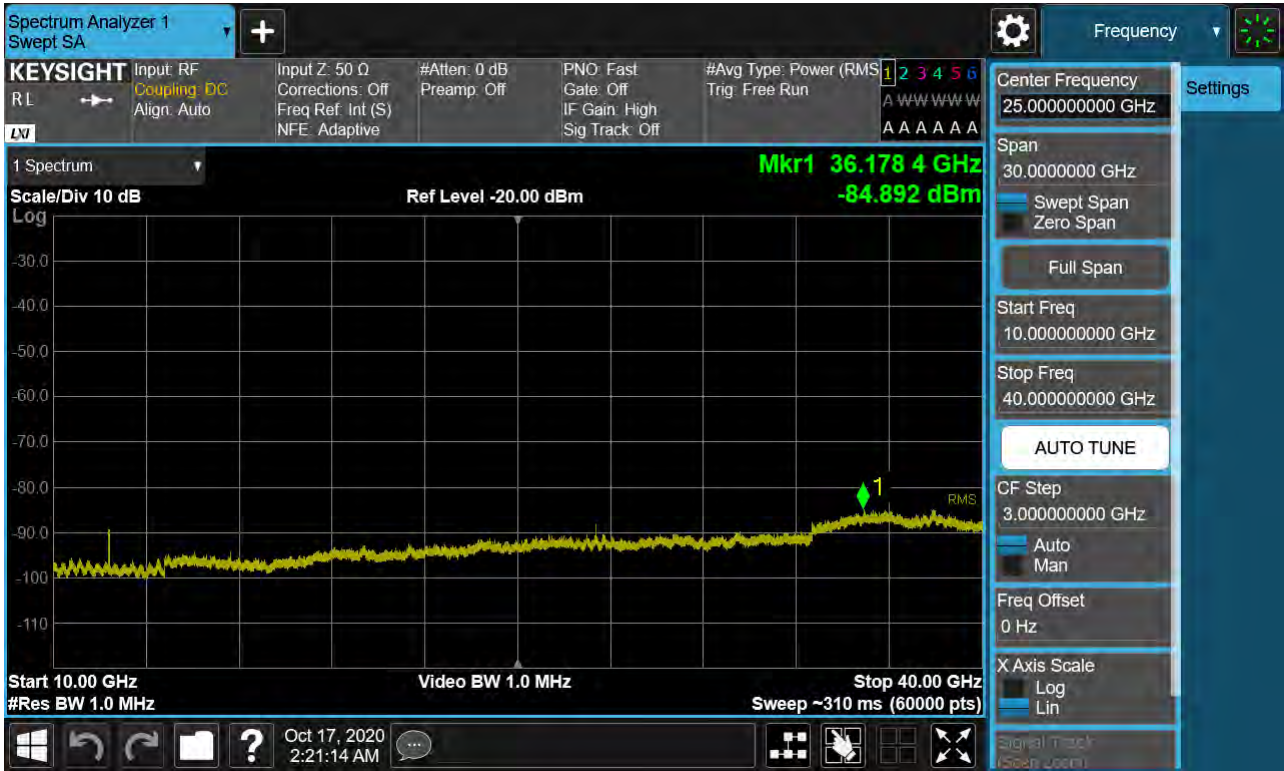 Spectrum Analyzer 1
Swept SA
+
Frequency
KEYSIGHT
RL
LXI
Input: RF
Coupling: DC
Align: Auto
Input Z: 50 Ω
Corrections: Off
Freq Ref: Int (S)
NFE: Adaptive
#Atten: 0 dB
Preamp: Off
PNO: Fast
Gate: Off
IF Gain: High
Sig Track: Off
#Avg Type: Power (RMS
Trig: Free Run
1 2 3 4 5 6
A W W W W W
A A A A A A
1 Spectrum
Scale/Div 10 dB
Log
Ref Level -20.00 dBm
Mkr1 36.178 4 GHz
-84.892 dBm
-30.0
-40.0
-50.0
-60.0
-70.0
-80.0
-90.0
-100
-110
1
RMS
Start 10.00 GHz
#Res BW 1.0 MHz
Video BW 1.0 MHz
Stop 40.00 GHz
Sweep ~310 ms (60000 pts)
Center Frequency
25.000000000 GHz
Settings
Span
30.0000000 GHz
Swept Span
Zero Span
Full Span
Start Freq
10.000000000 GHz
Stop Freq
40.000000000 GHz
AUTO TUNE
CF Step
3.000000000 GHz
Auto
Man
Freq Offset
0 Hz
X Axis Scale
Log
Lin
Signal Track
(Span Zoom)
?
Oct 17, 2020
2:21:14 AM